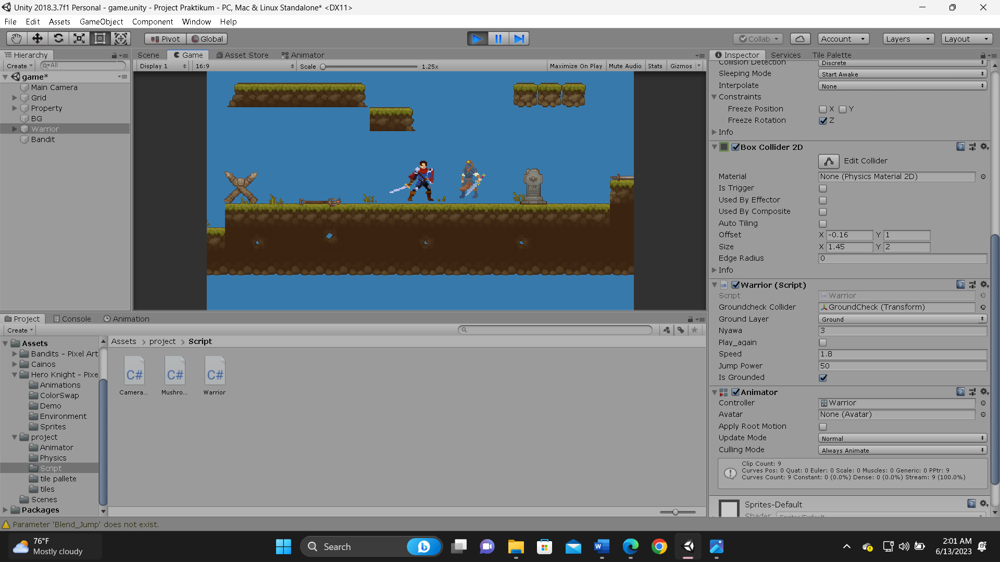 Unity 2018.3.7f1 Personal - game.unity - Project Praktikum - PC, Mac & Linux Standalone* <DX11>
File Edit Assets GameObject Component Window Help
Pivot Global Collab Account Layers Layout
Hierarchy
Create All
game*
Main Camera
Grid
Property
BG
Warrior
Bandit
Scene Game Asset Store Animator
Display 1 16:9 Scale 1.25x Maximize On Play Mute Audio Stats Gizmos
RIP
Project Console Animation
Create
Assets
Bandits - Pixel Art
Cainos
Hero Knight - Pixe
Animations
ColorSwap
Demo
Environment
Sprites
project
Animator
Physics
Script
tile pallete
tiles
Scenes
Packages
Assets project Script
C# C# C#
Camera... Mushro... Warrior
Inspector Services Tile Palette
Collision Detection Discrete
Sleeping Mode Start Awake
Interpolate None
Constraints
Freeze Position X Y
Freeze Rotation Z
Info
Box Collider 2D
Edit Collider
Material None (Physics Material 2D)
Is Trigger
Used By Effector
Used By Composite
Auto Tiling
Offset X -0.16 Y 1
Size X 1.45 Y 2
Edge Radius 0
Info
Warrior (Script)
Script Warrior
Groundcheck Collider GroundCheck (Transform)
Ground Layer Ground
Nyawa 3
Play_again
Speed 1.8
Jump Power 50
Is Grounded
Animator
Controller Warrior
Avatar None (Avatar)
Apply Root Motion
Update Mode Normal
Culling Mode Always Animate
Clip Count: 9
Curves Pos: 0 Quat: 0 Euler: 0 Scale: 0 Muscles: 0 Generic: 0 PPtr: 9
Curves Count: 9 Constant: 0 (0.0%) Dense: 0 (0.0%) Stream: 9 (100.0%)
Sprites-Default
Shader Sprites/Default
Parameter 'Blend_Jump' does not exist.
76°F
Mostly cloudy
Search
2:01 AM
6/13/2023